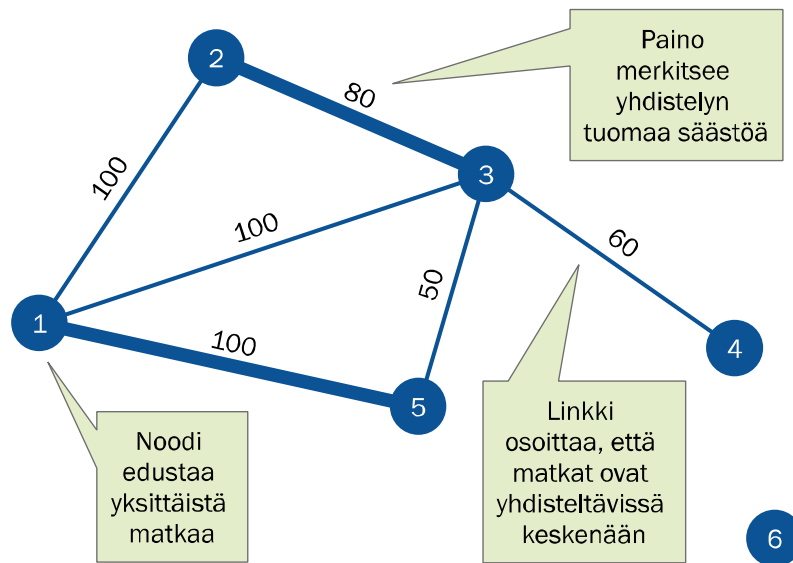 2
Paino
merkitsee
yhdistelyn
tuomaa säästöä
80
3
100
100
60
50
1
100
4
5
Noodi
edustaa
yksittäistä
matkaa
Linkki
osoittaa, että
matkat ovat
yhdisteltävissä
keskenään
6